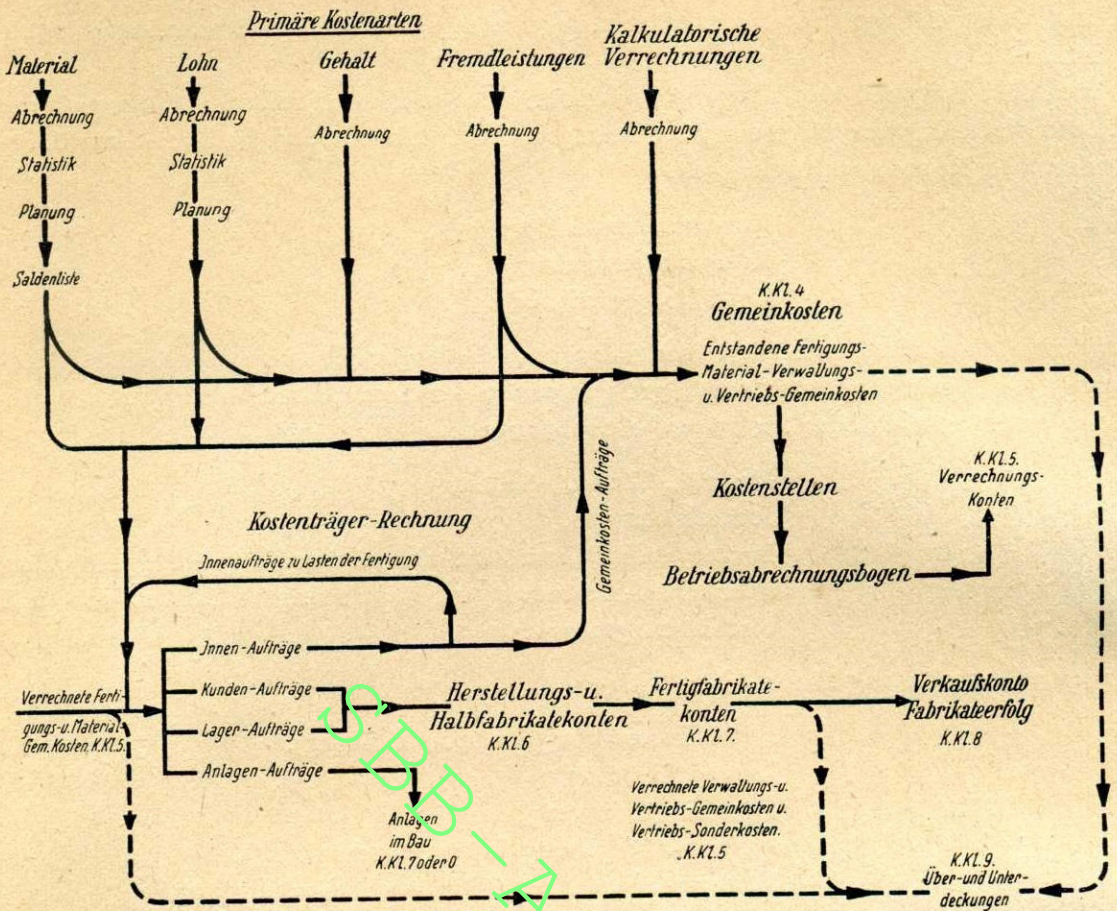 Primäre Kostenarten
Material
Abrechnung
Statistik
Planung
Saldenliste
Lohn
Abrechnung
Statistik
Planung
Gehalt
Abrechnung
Fremdleistungen
Abrechnung
Kalkulatorische
Verrechnungen
Abrechnung
K.Kl.4
Gemeinkosten
Entstandene Fertigungs-
Material-Verwaltungs-
u. Vertriebs-Gemeinkosten
Kostenstellen
Betriebsabrechnungsbogen
K.Kl.5.
Verrechnungs-
Konten
Gemeinkosten-Aufträge
Kostenträger-Rechnung
Jnnenaufträge zu Lasten der Fertigung
Verrechnete Ferti-
gungs-u. Material-
Gem. Kosten, K.Kl.5.
Jnnen-Aufträge
Kunden-Aufträge
Lager-Aufträge
Anlagen-Aufträge
Anlagen
im Bau
K.Kl.7 oder 0
Herstellungs-u.
Halbfabrikatekonten
K.Kl.6
Fertigfabrikate-
konten
K.Kl.7.
Verkaufskonto
Fabrikateerfolg
K.Kl.8
Verrechnete Verwaltungs-u.
Vertriebs-Gemeinkosten u.
Vertriebs-Sonderkosten.
K.Kl.5
K.Kl.9.
Über-und Unter-
deckungen
SBB-A